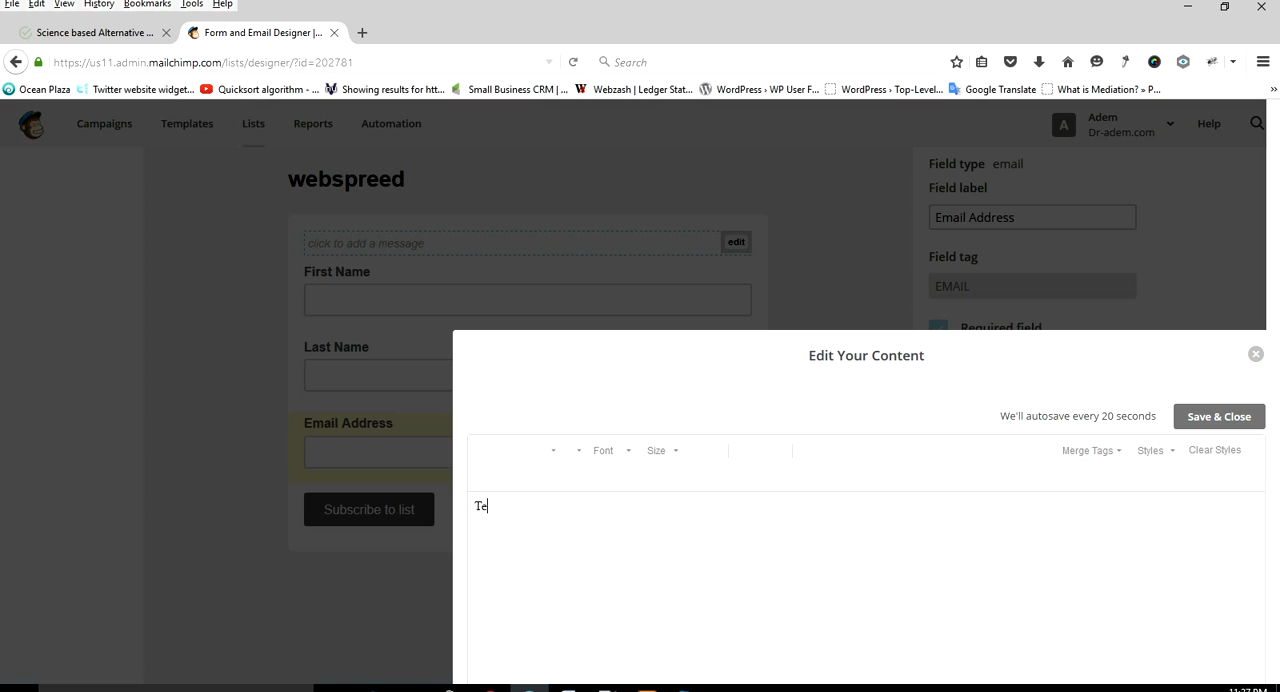 File Edit View History Bookmarks Tools Help
Science based Alternative ...
Form and Email Designer |...
https://us11.admin.mailchimp.com/lists/designer/?id=202781
Search
Ocean Plaza
Twitter website widget...
Quicksort algorithm - ...
Showing results for htt...
Small Business CRM | ...
Webzash | Ledger Stat...
WordPress › WP User F...
WordPress › Top-Level...
Google Translate
What is Mediation? » P...
Campaigns Templates Lists Reports Automation
A
Adem
Dr-adem.com
Help
webspreed
click to add a message
edit
First Name
Last Name
Email Address
Subscribe to list
Field type email
Field label
Email Address
Field tag
EMAIL
Required field
Edit Your Content
We'll autosave every 20 seconds
Save & Close
Font Size Merge Tags Styles Clear Styles
Te
11:27 PM